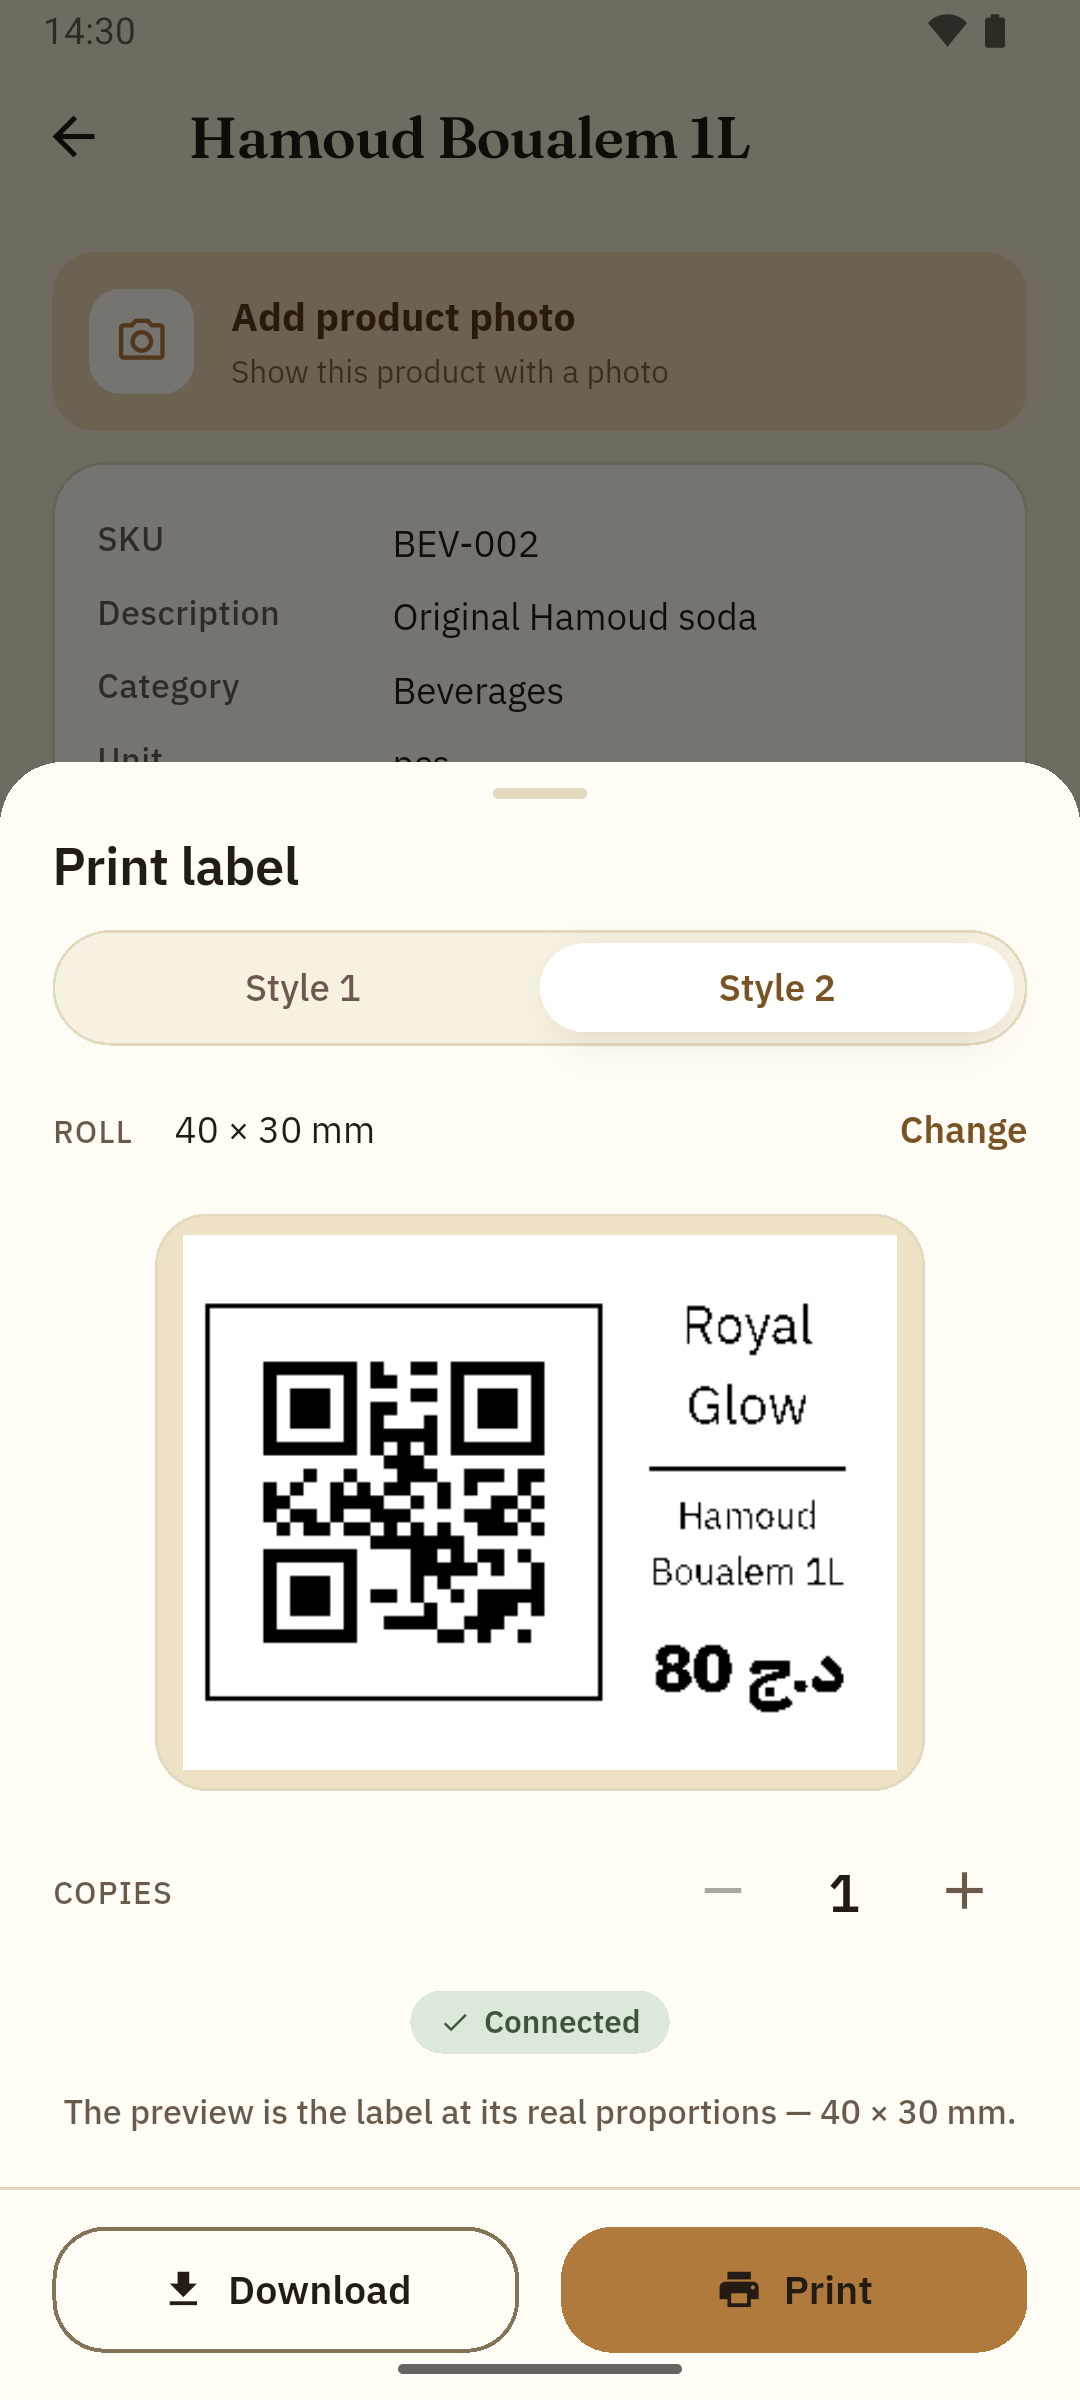 14:30
Hamoud Boualem 1L
Add product photo
Show this product with a photo
SKU BEV-002
Description Original Hamoud soda
Category Beverages
Unit pcs
Print label
Style 1 Style 2
ROLL 40 × 30 mm Change
Royal
Glow
Hamoud
Boualem 1L
80 د.ج
COPIES 1
Connected
The preview is the label at its real proportions — 40 × 30 mm.
Download Print